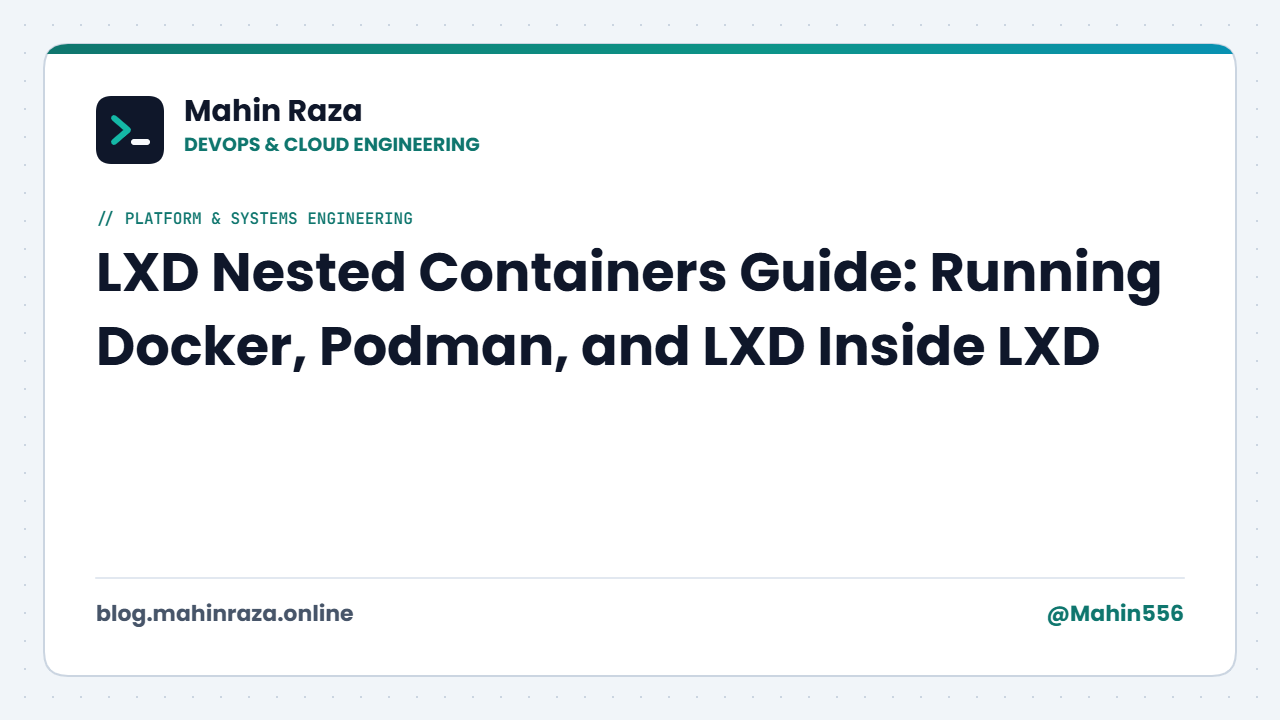 Mahin Raza
DEVOPS & CLOUD ENGINEERING
// PLATFORM & SYSTEMS ENGINEERING
LXD Nested Containers Guide: Running
Docker, Podman, and LXD Inside LXD
blog.mahinraza.online
@Mahin556